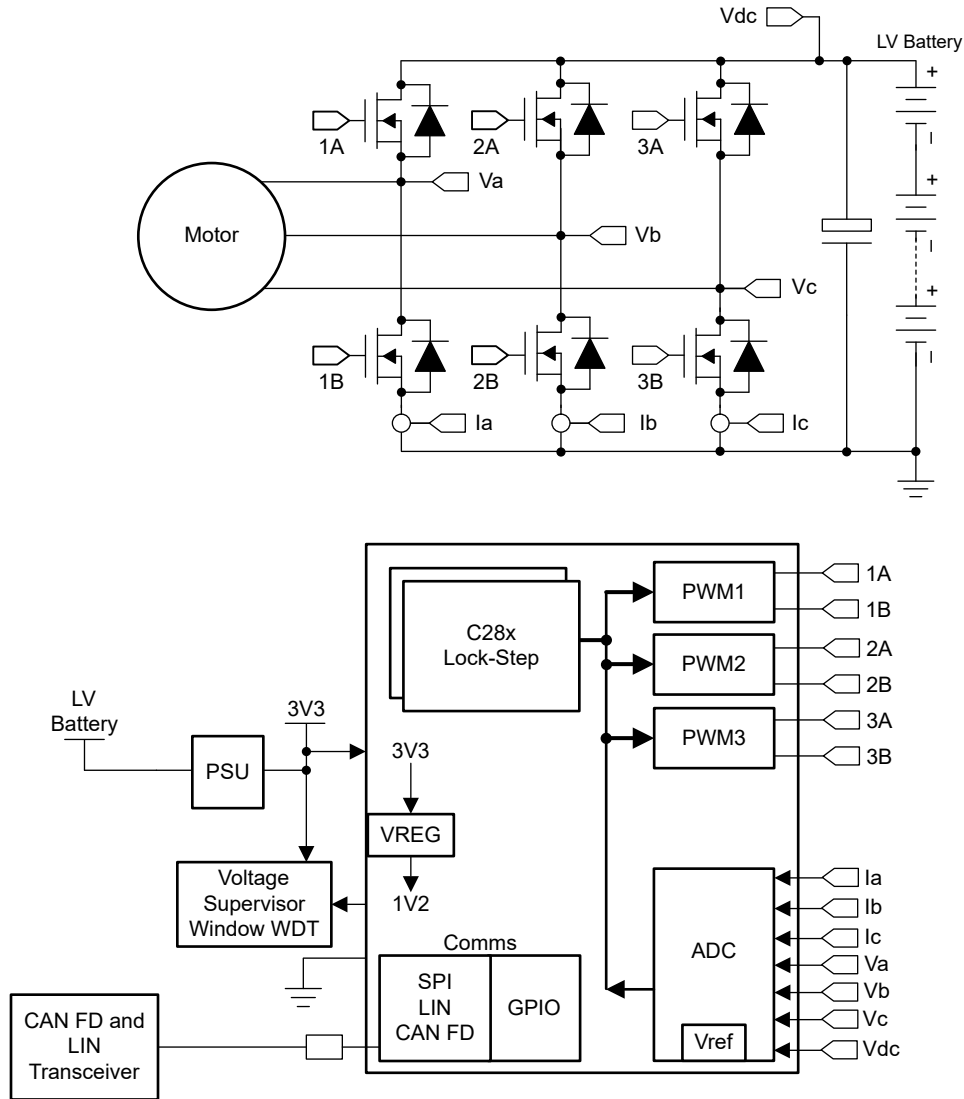 Vdc
LV Battery
+
1A
2A
3A
–
Va
+
Motor
Vb
–
Vc
+
1B
2B
3B
–
Ia
Ib
Ic
C28x
Lock-Step
PWM1
1A
1B
PWM2
2A
2B
PWM3
3A
3B
LV
Battery
3V3
PSU
3V3
VREG
1V2
Voltage
Supervisor
Window WDT
Comms
SPI
LIN
CAN FD
GPIO
CAN FD and
LIN
Transceiver
ADC
Vref
Ia
Ib
Ic
Va
Vb
Vc
Vdc